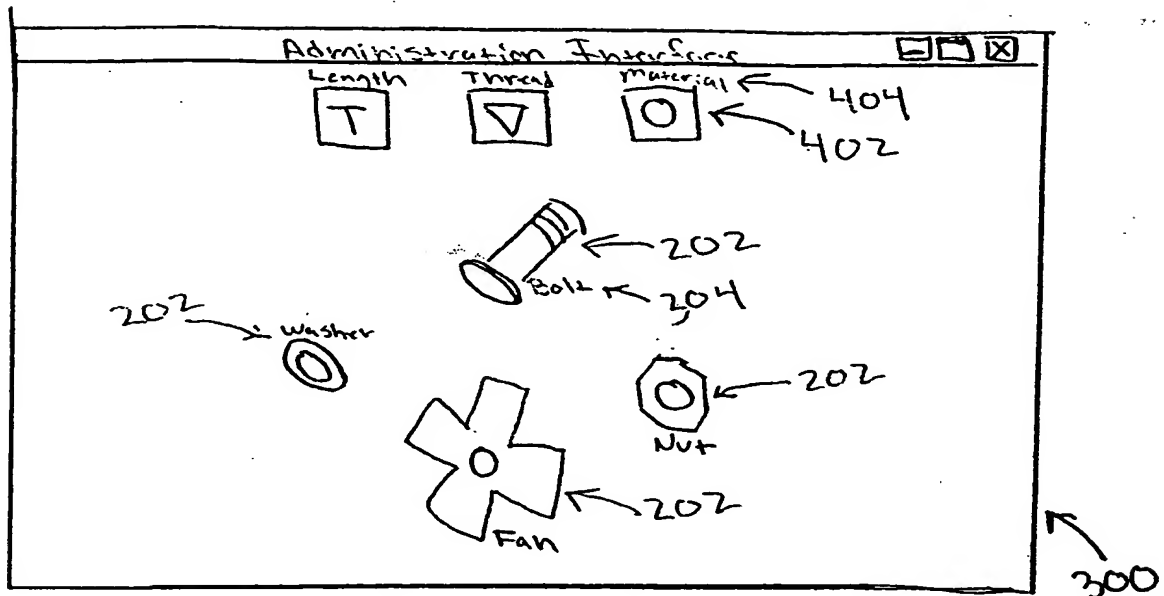 Administration Interface
Length Thread Material 404
T 402
202
Bolt 204
202 Washer
202
Nut
202
Fan
300